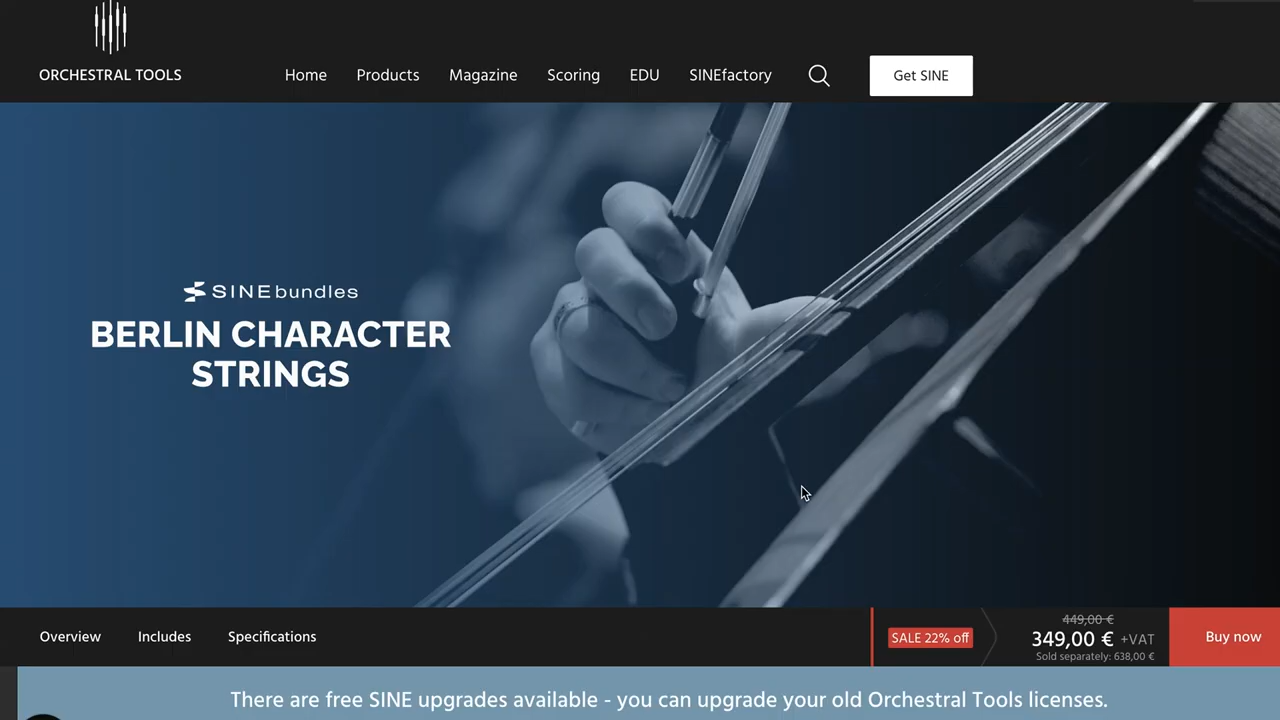 ORCHESTRAL TOOLS
Home Products Magazine Scoring EDU SINEfactory Get SINE
SINEbundles
BERLIN CHARACTER
STRINGS
Overview Includes Specifications
SALE 22% off
449,00 €
349,00 € +VAT
Sold separately: 638,00 €
Buy now
There are free SINE upgrades available - you can upgrade your old Orchestral Tools licenses.